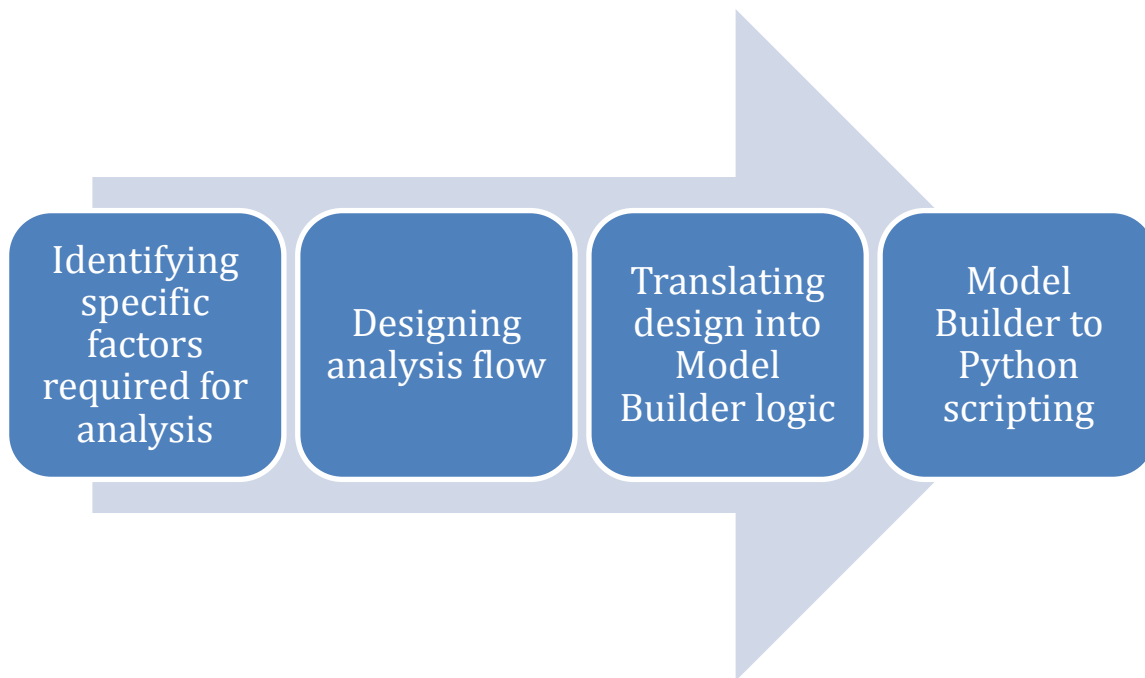 Identifying
specific
factors
required for
analysis
Designing
analysis flow
Translating
design into
Model
Builder logic
Model
Builder to
Python
scripting